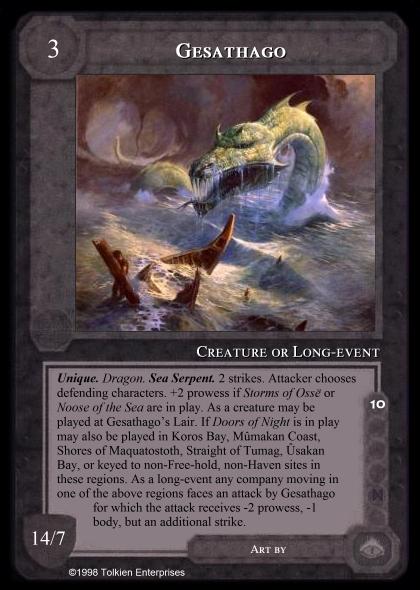 3
GESATHAGO
CREATURE OR LONG-EVENT
Unique. Dragon. Sea Serpent. 2 strikes. Attacker chooses
defending characters. +2 prowess if Storms of Ossë or
Noose of the Sea are in play. As a creature may be
played at Gesathago's Lair. If Doors of Night is in play
may also be played in Koros Bay, Mûmakan Coast,
Shores of Maquatostoth, Straight of Tumag, Ûsakan
Bay, or keyed to non-Free-hold, non-Haven sites in
these regions. As a long-event any company moving in
one of the above regions faces an attack by Gesathago
for which the attack receives -2 prowess, -1
body, but an additional strike.
10
14/7
ART BY
©1998 Tolkien Enterprises